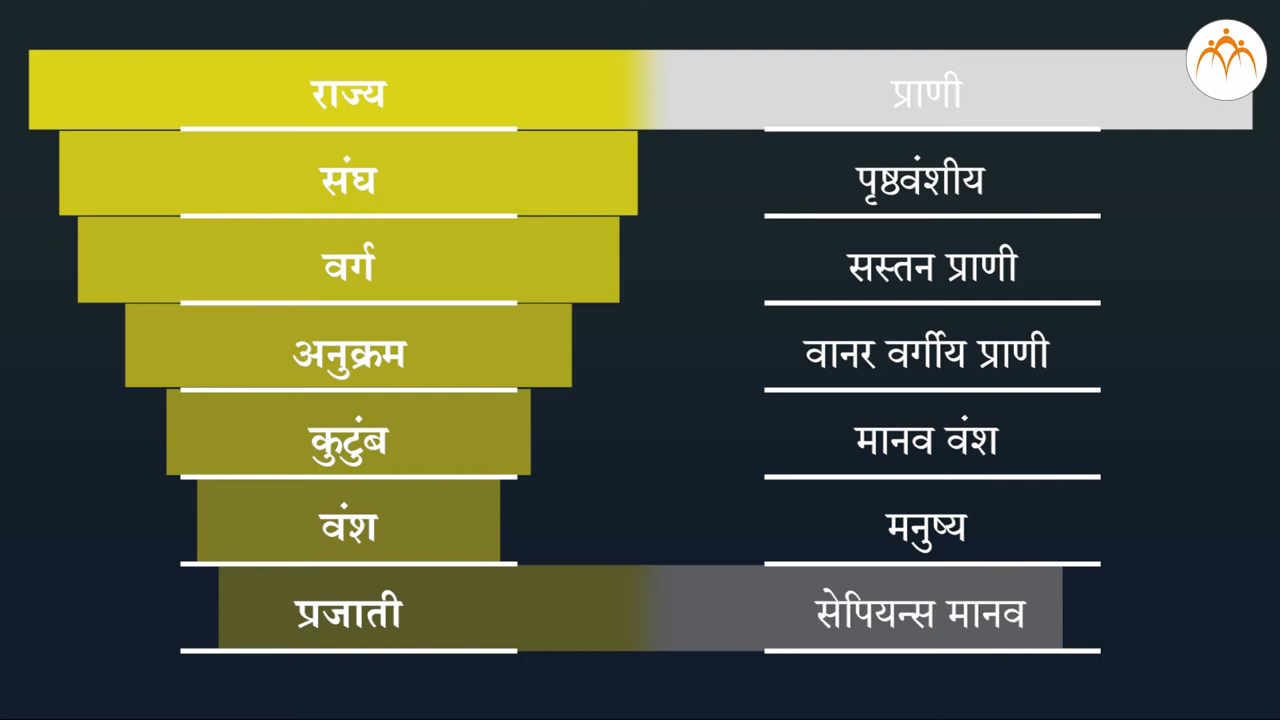 राज्य प्राणी
संघ पृष्ठवंशीय
वर्ग सस्तन प्राणी
अनुक्रम वानर वर्गीय प्राणी
कुटुंब मानव वंश
वंश मनुष्य
प्रजाती सेपियन्स मानव